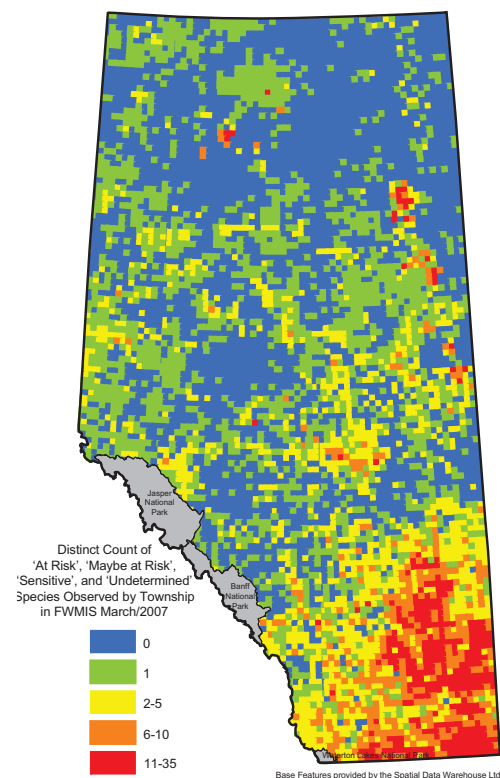 Jasper
National
Park
Banff
National
Park
Distinct Count of
'At Risk', 'Maybe at Risk',
'Sensitive', and 'Undetermined'
Species Observed by Township
in FWMIS March/2007
0
1
2-5
6-10
11-35
Waterton Lakes National Park
Base Features provided by the Spatial Data Warehouse Ltd